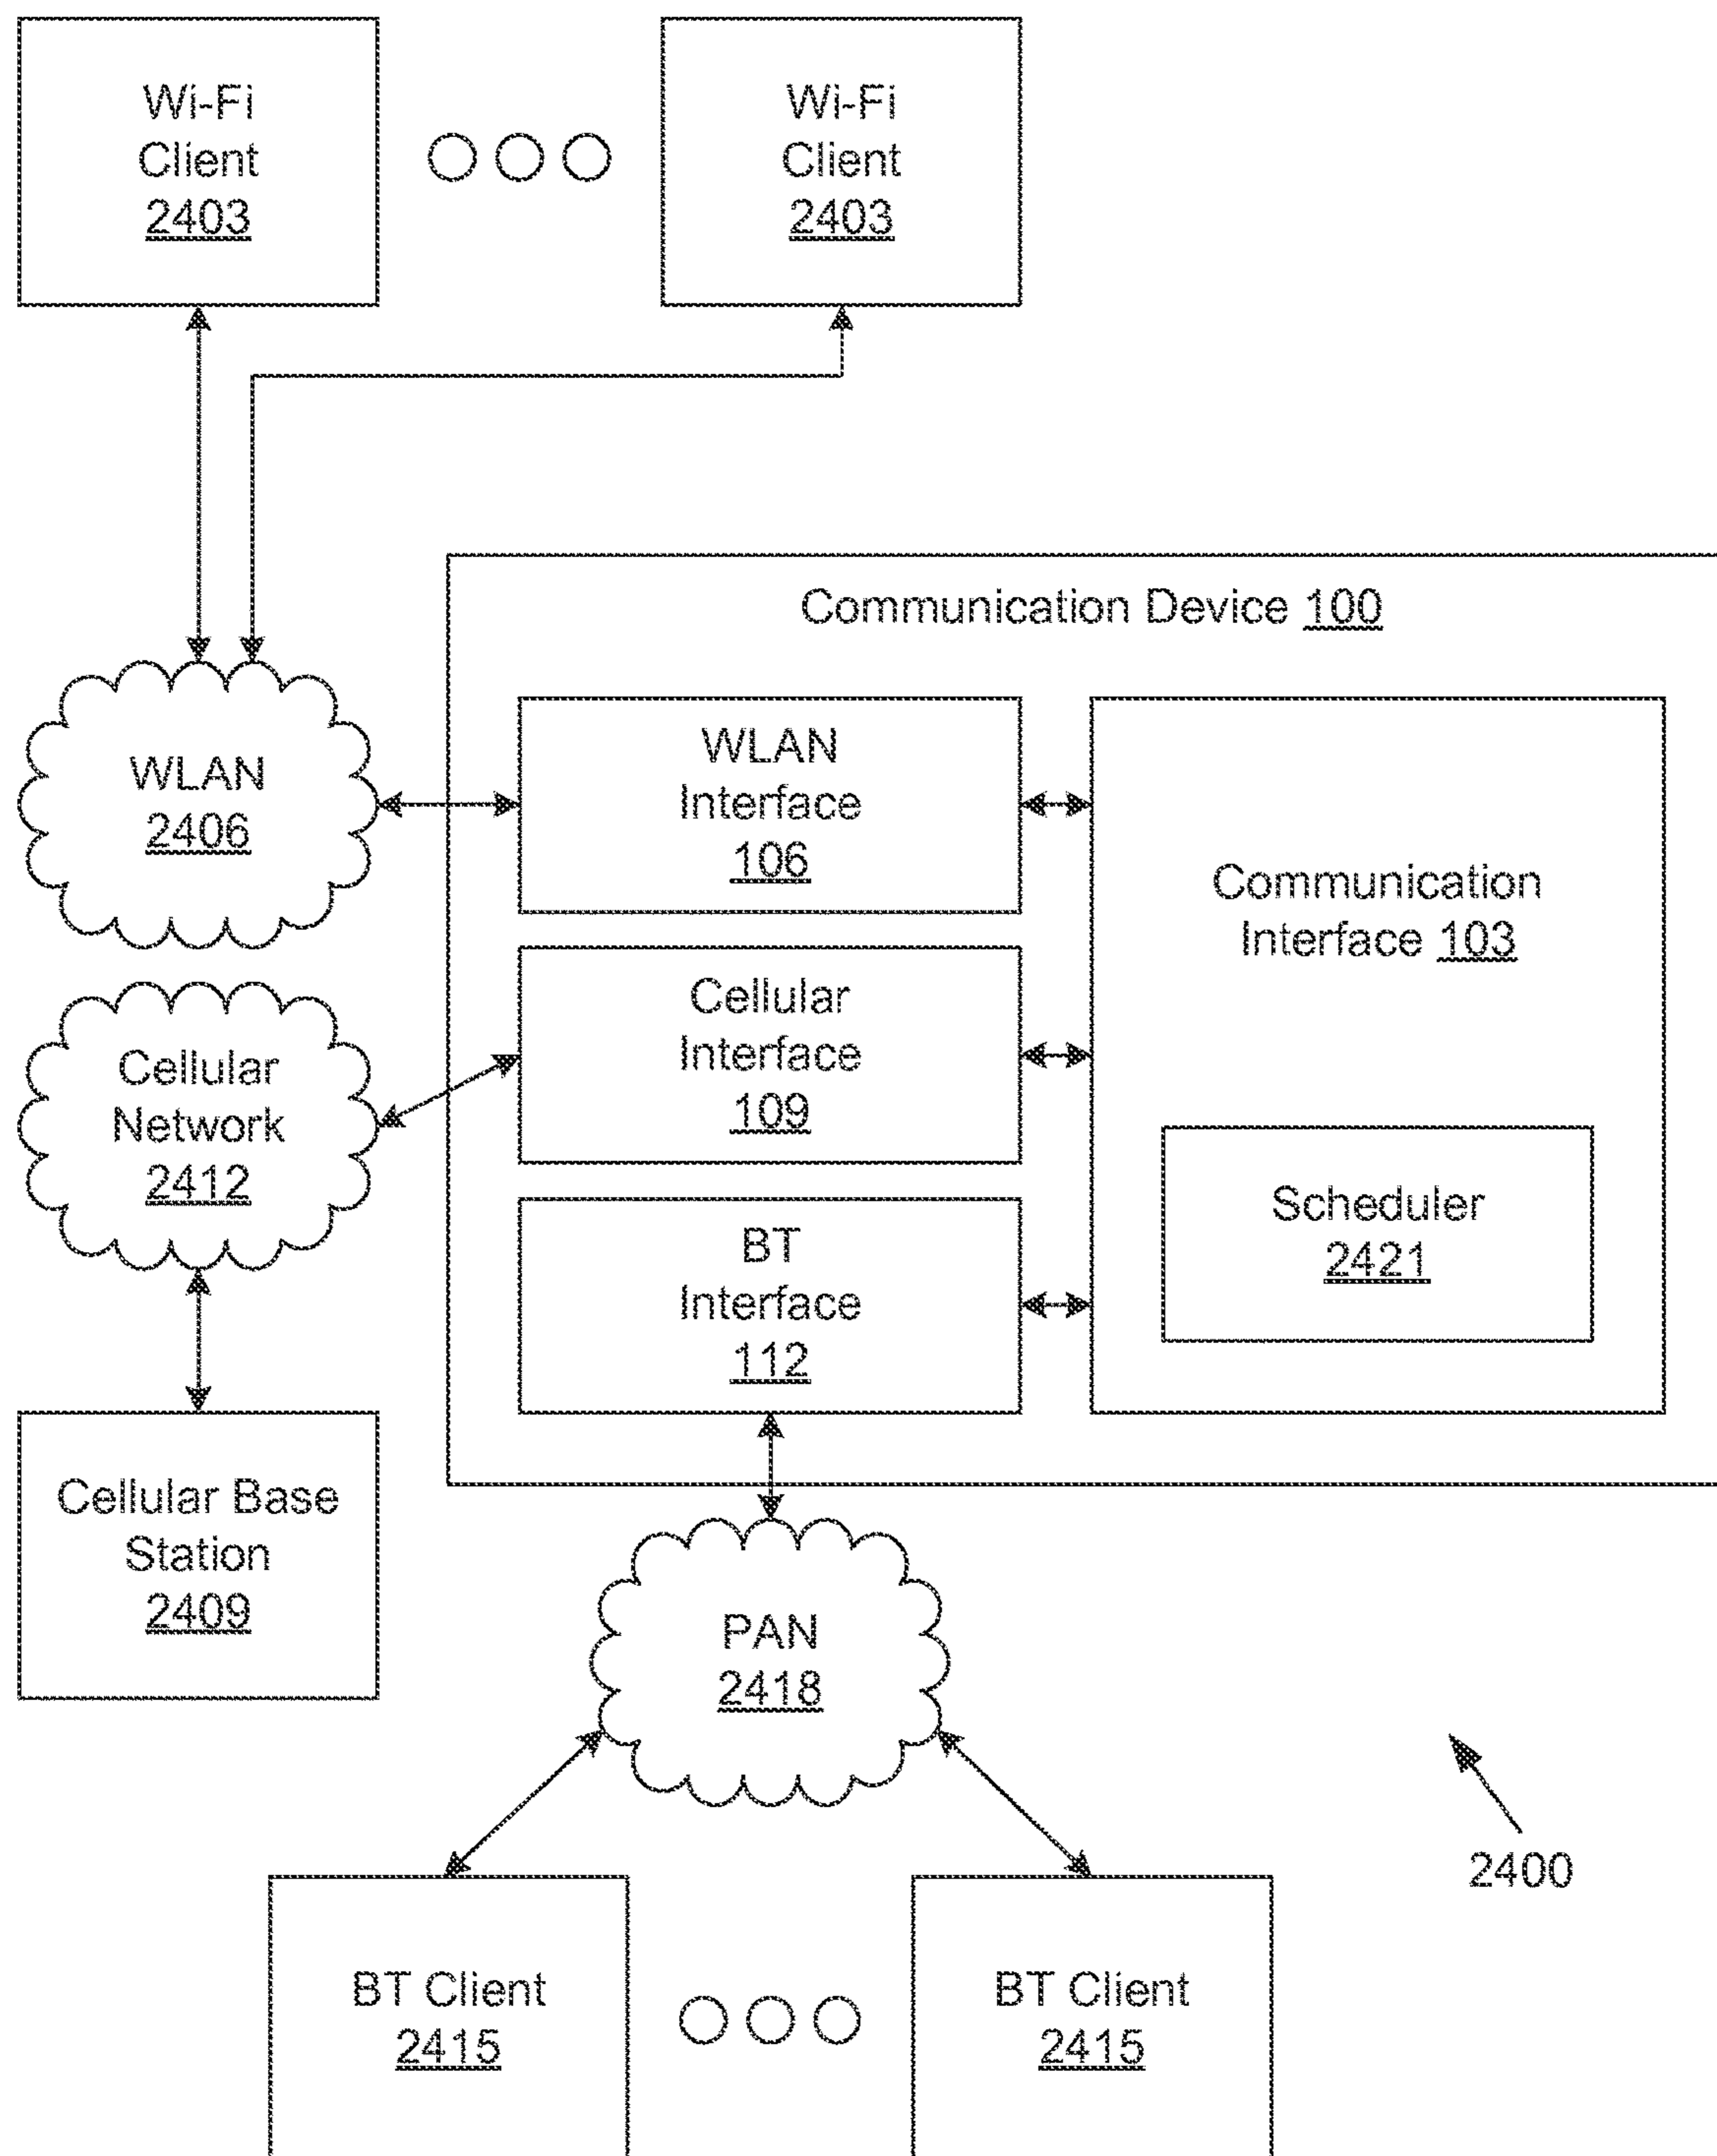 Wi-Fi
Client
2403
Wi-Fi
Client
2403
Communication Device 100
WLAN
2406
WLAN
Interface
106
Communication
Interface 103
Cellular
Network
2412
Cellular
Interface
109
Scheduler
2421
BT
Interface
112
Cellular Base
Station
2409
PAN
2418
2400
BT Client
2415
BT Client
2415